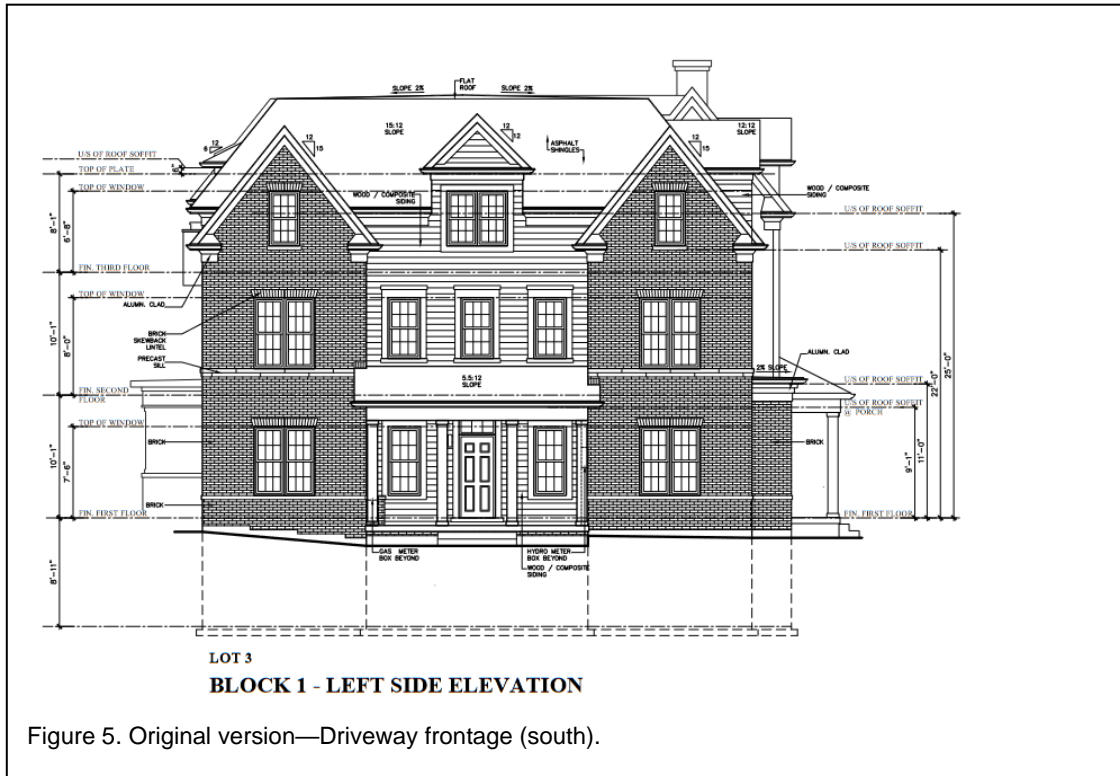 FLAT
ROOF
SLOPE 2%
SLOPE 2%
15:12
SLOPE
12:12
SLOPE
12
6
12
15
12
12
12
15
ASPHALT
SHINGLES
U/S OF ROOF SOFFIT
6"
TOP OF PLATE
TOP OF WINDOW
WOOD / COMPOSITE
SIDING
WOOD / COMPOSITE
SIDING
U/S OF ROOF SOFFIT
8'-1"
6'-8"
U/S OF ROOF SOFFIT
FIN. THIRD FLOOR
TOP OF WINDOW
ALUMN. CLAD
BRICK
SKEWBACK
LINTEL
PRECAST
SILL
10'-1"
8'-0"
ALUMN. CLAD
2% SLOPE
5.5:12
SLOPE
U/S OF ROOF SOFFIT
FIN. SECOND
FLOOR
U/S OF ROOF SOFFIT
@ PORCH
22'-0"
25'-0"
TOP OF WINDOW
BRICK
BRICK
10'-1"
7'-6"
9'-1"
11'-0"
BRICK
FIN. FIRST FLOOR
FIN. FIRST FLOOR
GAS METER
BOX BEYOND
HYDRO METER
BOX BEYOND
WOOD / COMPOSITE
SIDING
8'-11"
LOT 3
BLOCK 1 - LEFT SIDE ELEVATION
Figure 5. Original version—Driveway frontage (south).